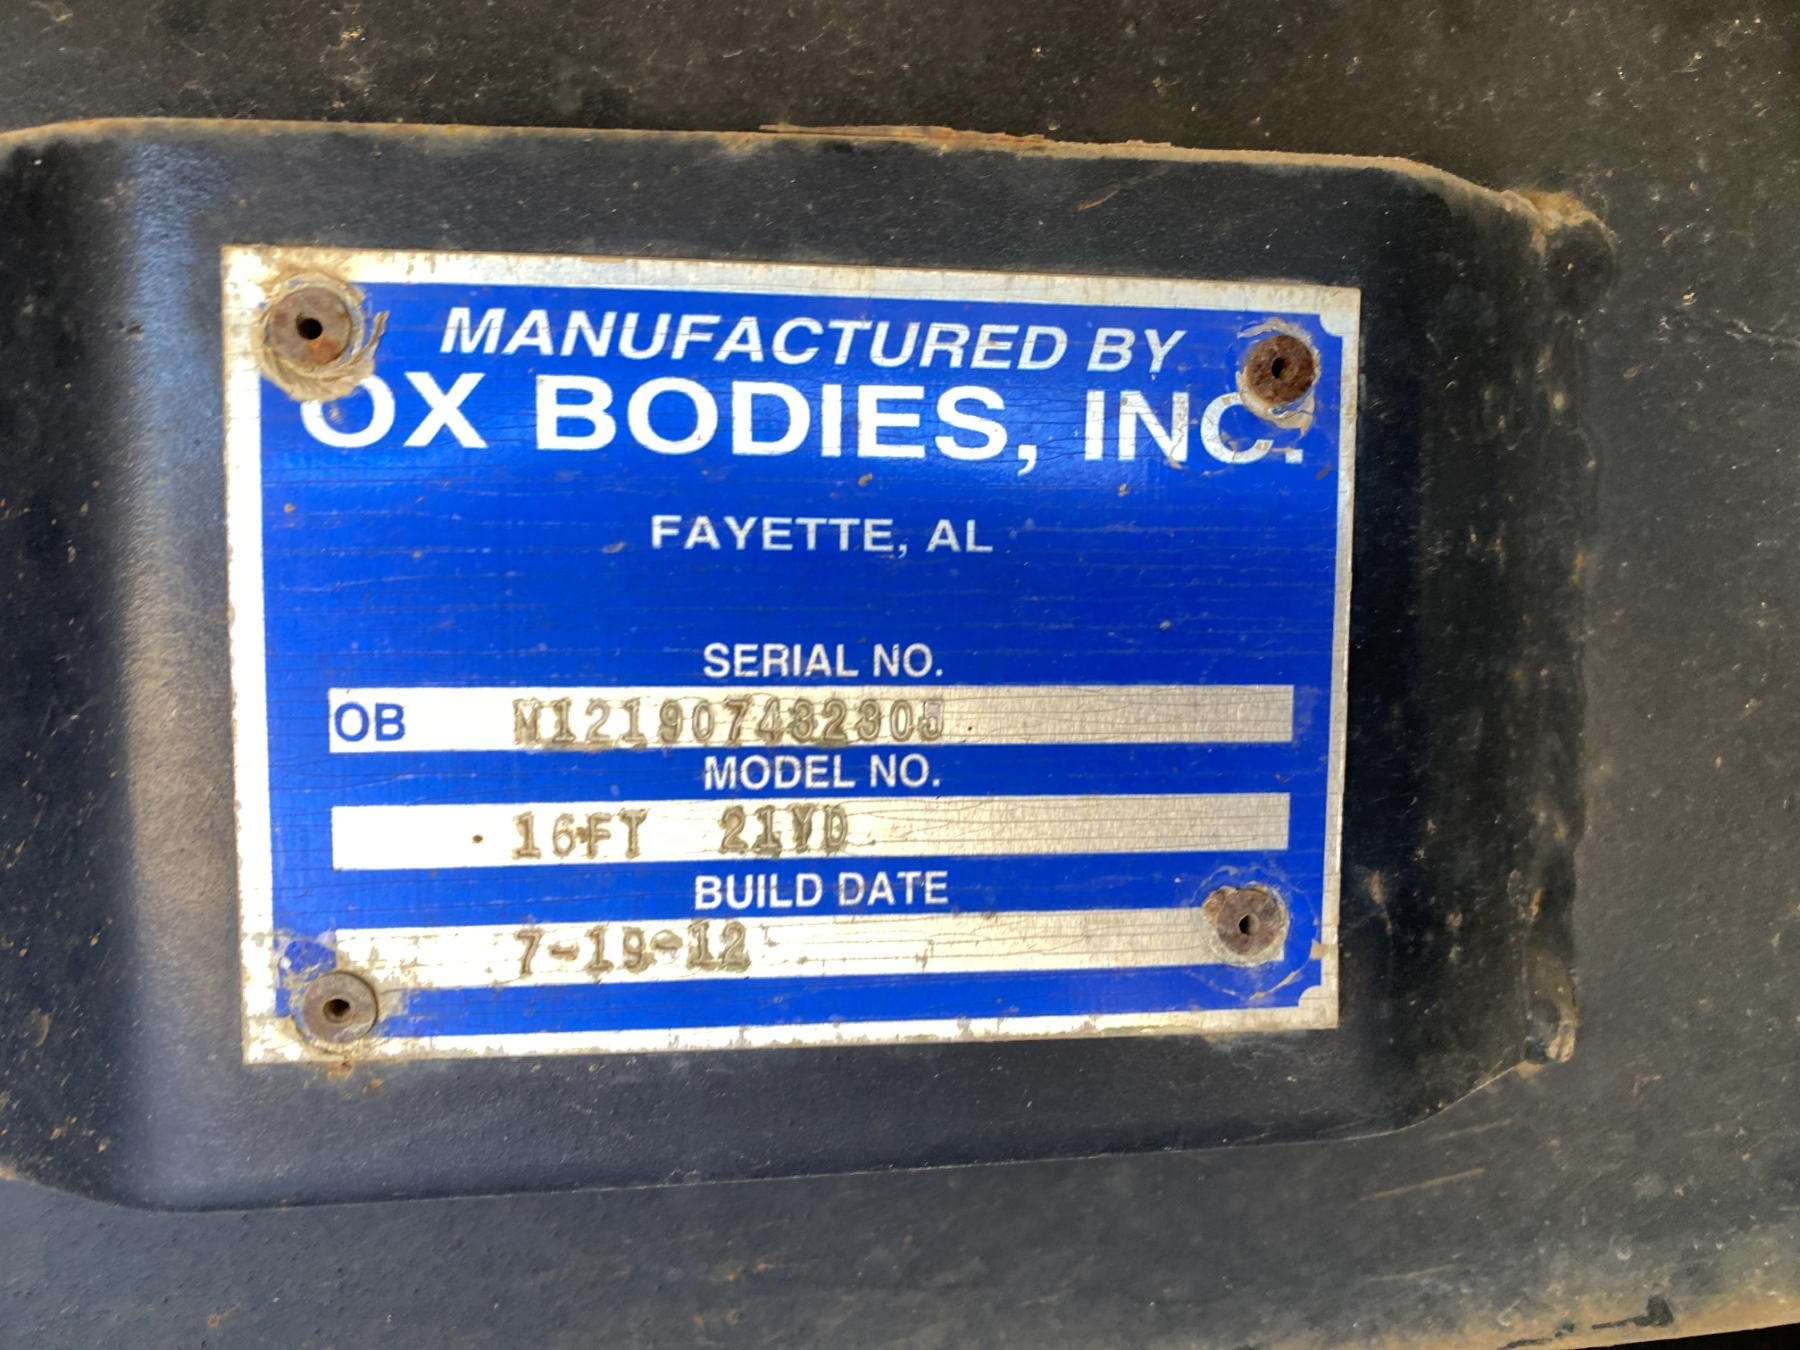 MANUFACTURED BY
OX BODIES, INC.
FAYETTE, AL
SERIAL NO.
OB M121907432305
MODEL NO.
16FT 21YD
BUILD DATE
7-19-12